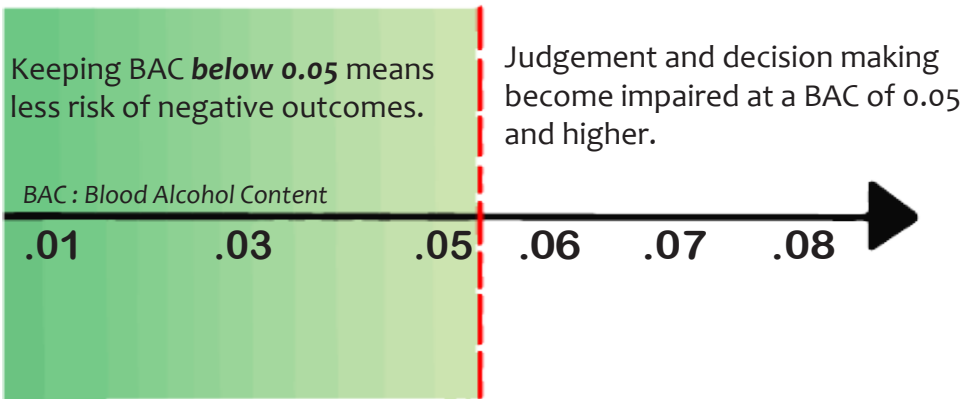 Keeping BAC below 0.05 means
less risk of negative outcomes.
Judgement and decision making
become impaired at a BAC of 0.05
and higher.
BAC : Blood Alcohol Content
.01 .03 .05 .06 .07 .08